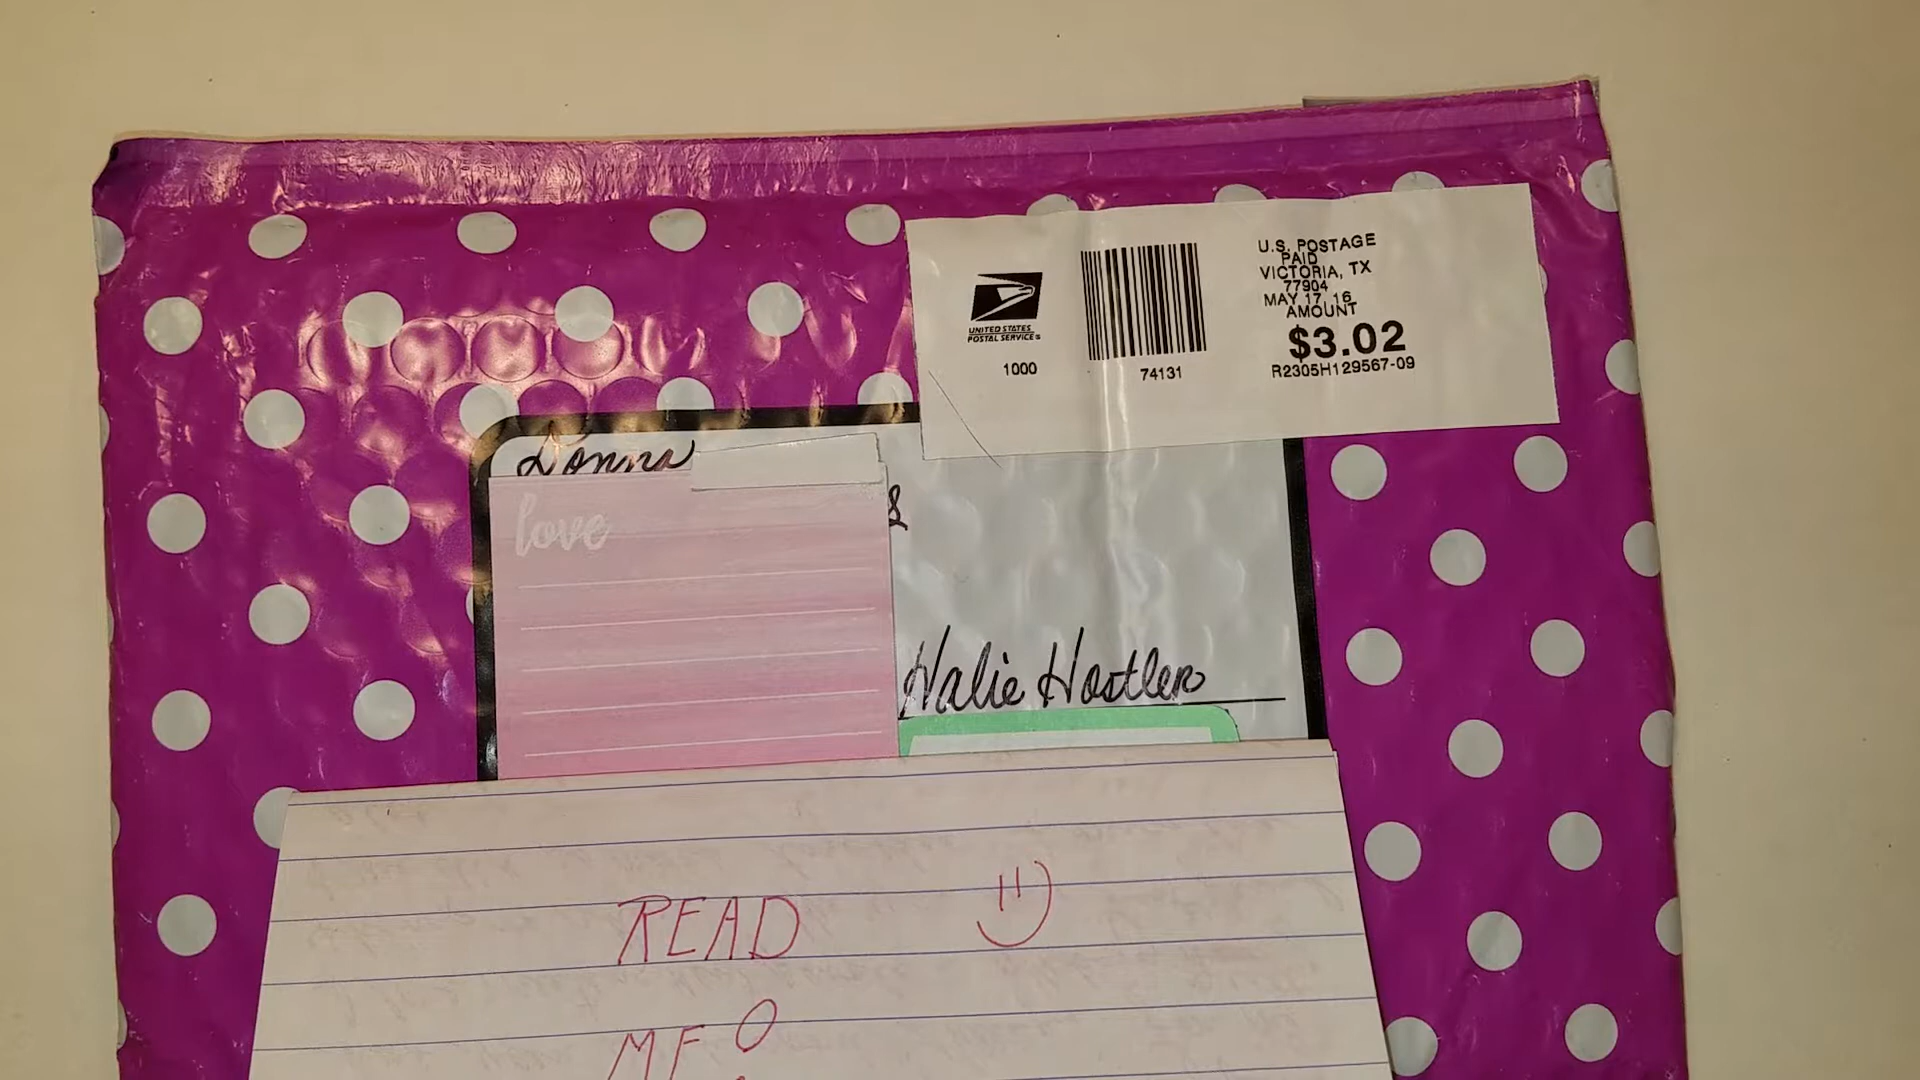 U.S. POSTAGE
PAID
VICTORIA, TX
77904
MAY 17, 16
AMOUNT
$3.02
R2305H129567-09
UNITED STATES
POSTAL SERVICE®
1000
74131
Donna
love
&
Halie Hostler
READ
ME